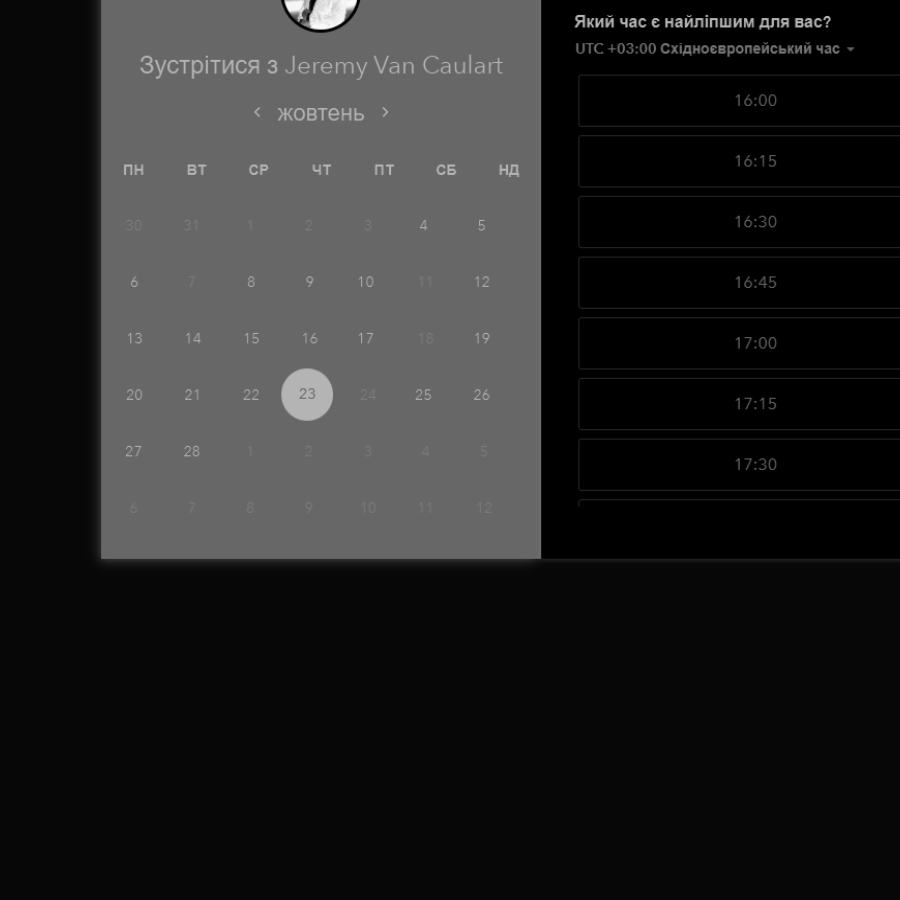 Зустрітися з Jeremy Van Caulart
жовтень
ПН ВТ СР ЧТ ПТ СБ НД
30 31 1 2 3 4 5
6 7 8 9 10 11 12
13 14 15 16 17 18 19
20 21 22 23 24 25 26
27 28 1 2 3 4 5
6 7 8 9 10 11 12
Який час є найліпшим для вас?
UTC +03:00 Східноєвропейський час
16:00
16:15
16:30
16:45
17:00
17:15
17:30